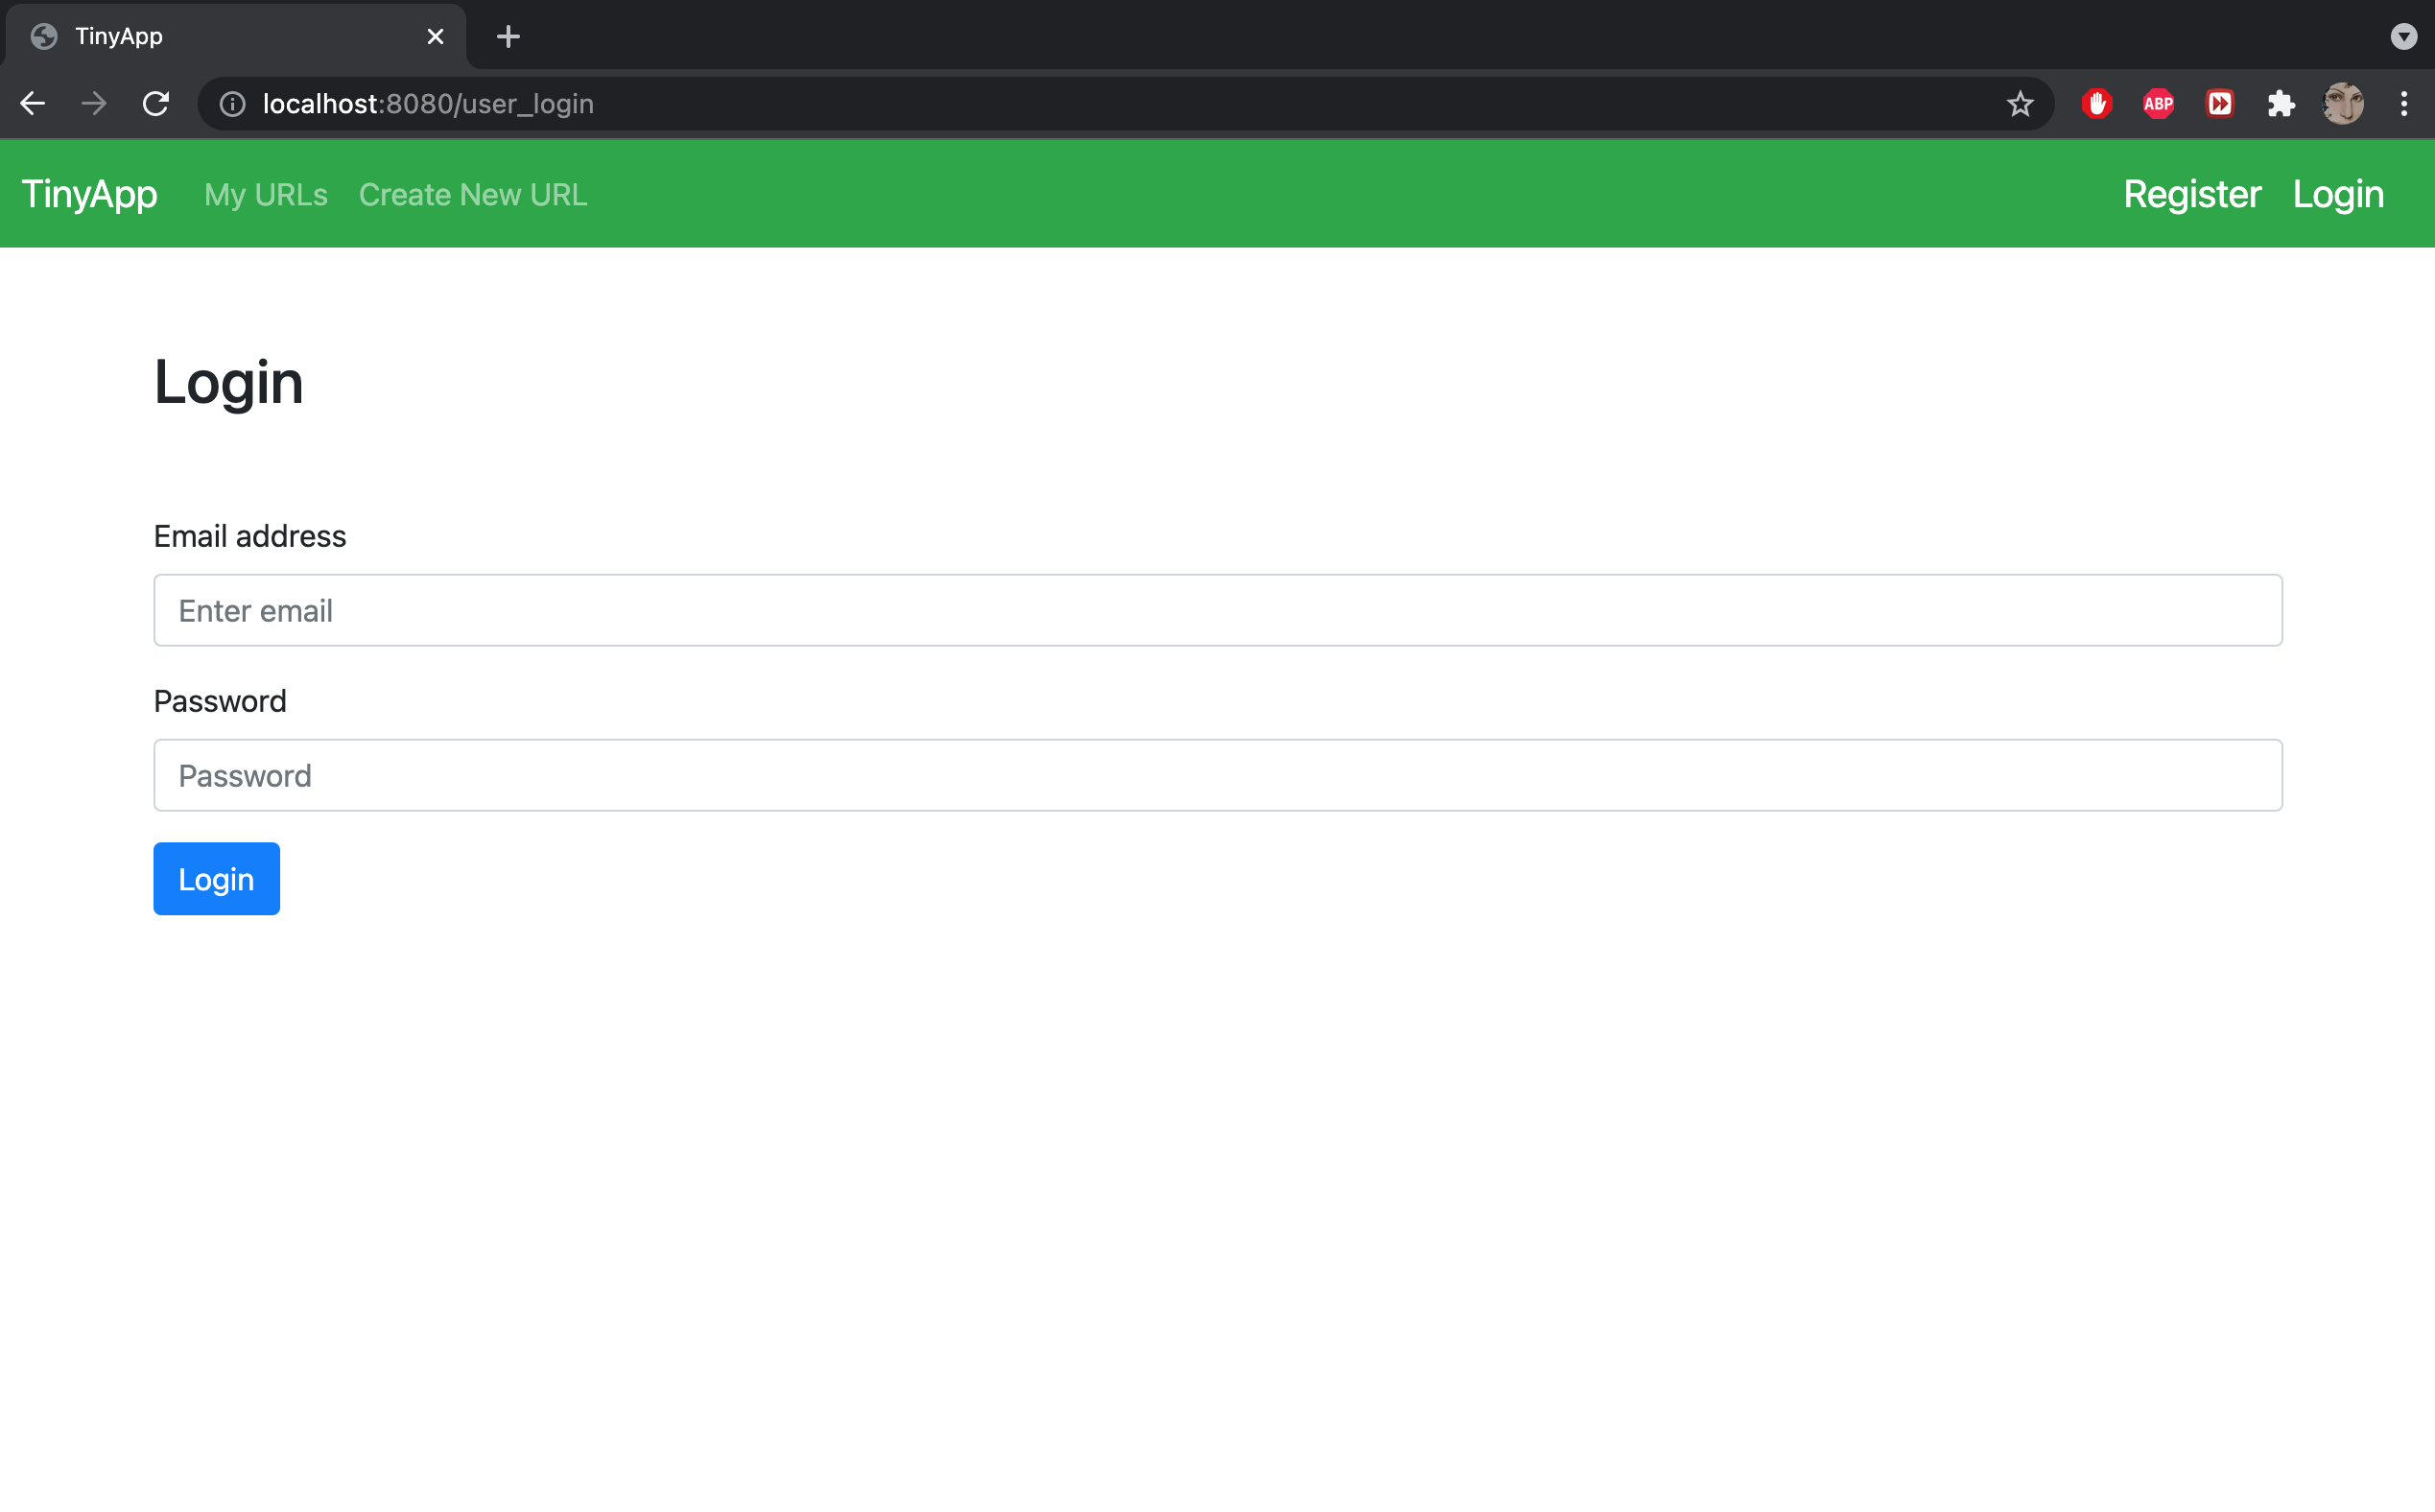 TinyApp
localhost:8080/user_login
ABP
TinyApp My URLs Create New URL Register Login
Login
Email address
Enter email
Password
Password
Login